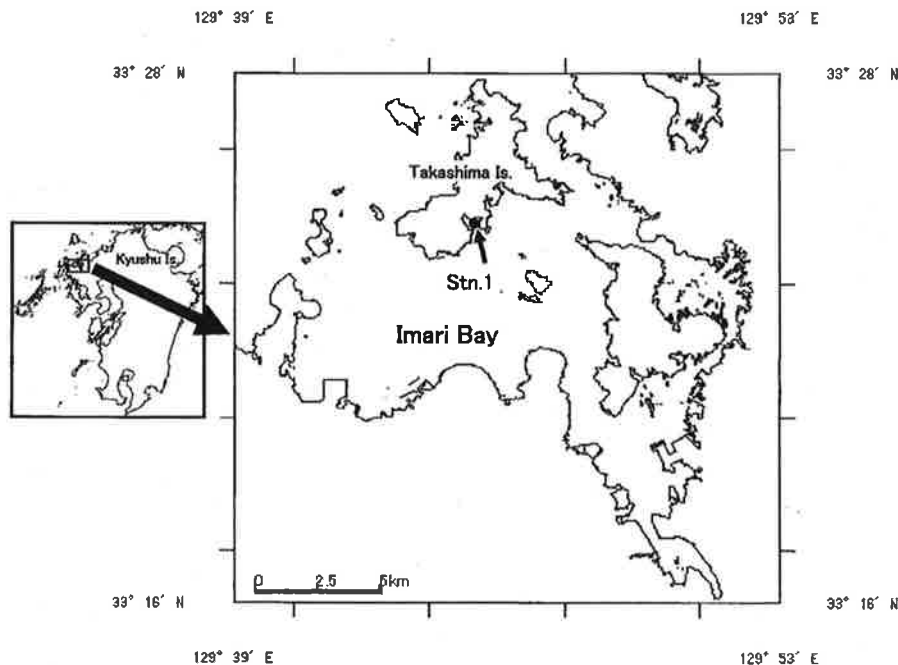 129° 39′ E
129° 53′ E
33° 28′ N
33° 28′ N
Takashima Is.
Kyushu Is.
Stn.1
Imari Bay
0 2.5 5km
33° 16′ N
33° 16′ N
129° 39′ E
129° 53′ E